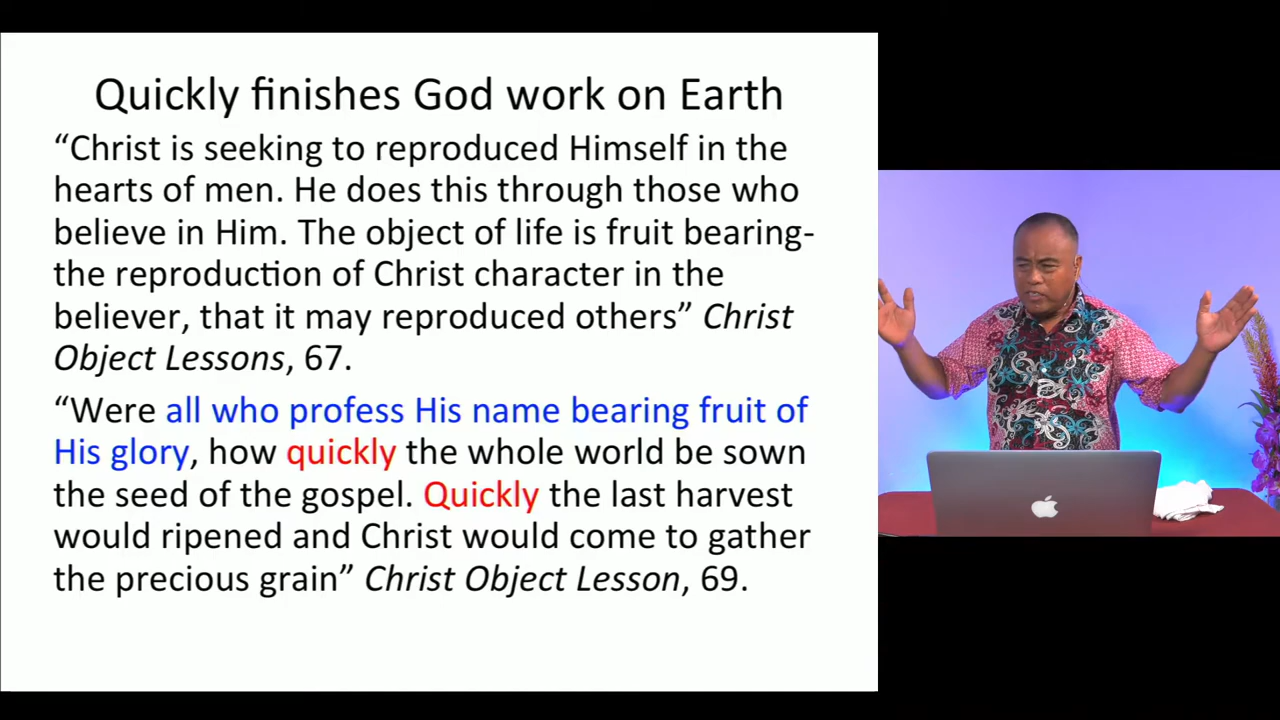 Quickly finishes God work on Earth
“Christ is seeking to reproduced Himself in the
hearts of men. He does this through those who
believe in Him. The object of life is fruit bearing-
the reproduction of Christ character in the
believer, that it may reproduced others” Christ
Object Lessons, 67.
“Were all who profess His name bearing fruit of
His glory, how quickly the whole world be sown
the seed of the gospel. Quickly the last harvest
would ripened and Christ would come to gather
the precious grain” Christ Object Lesson, 69.